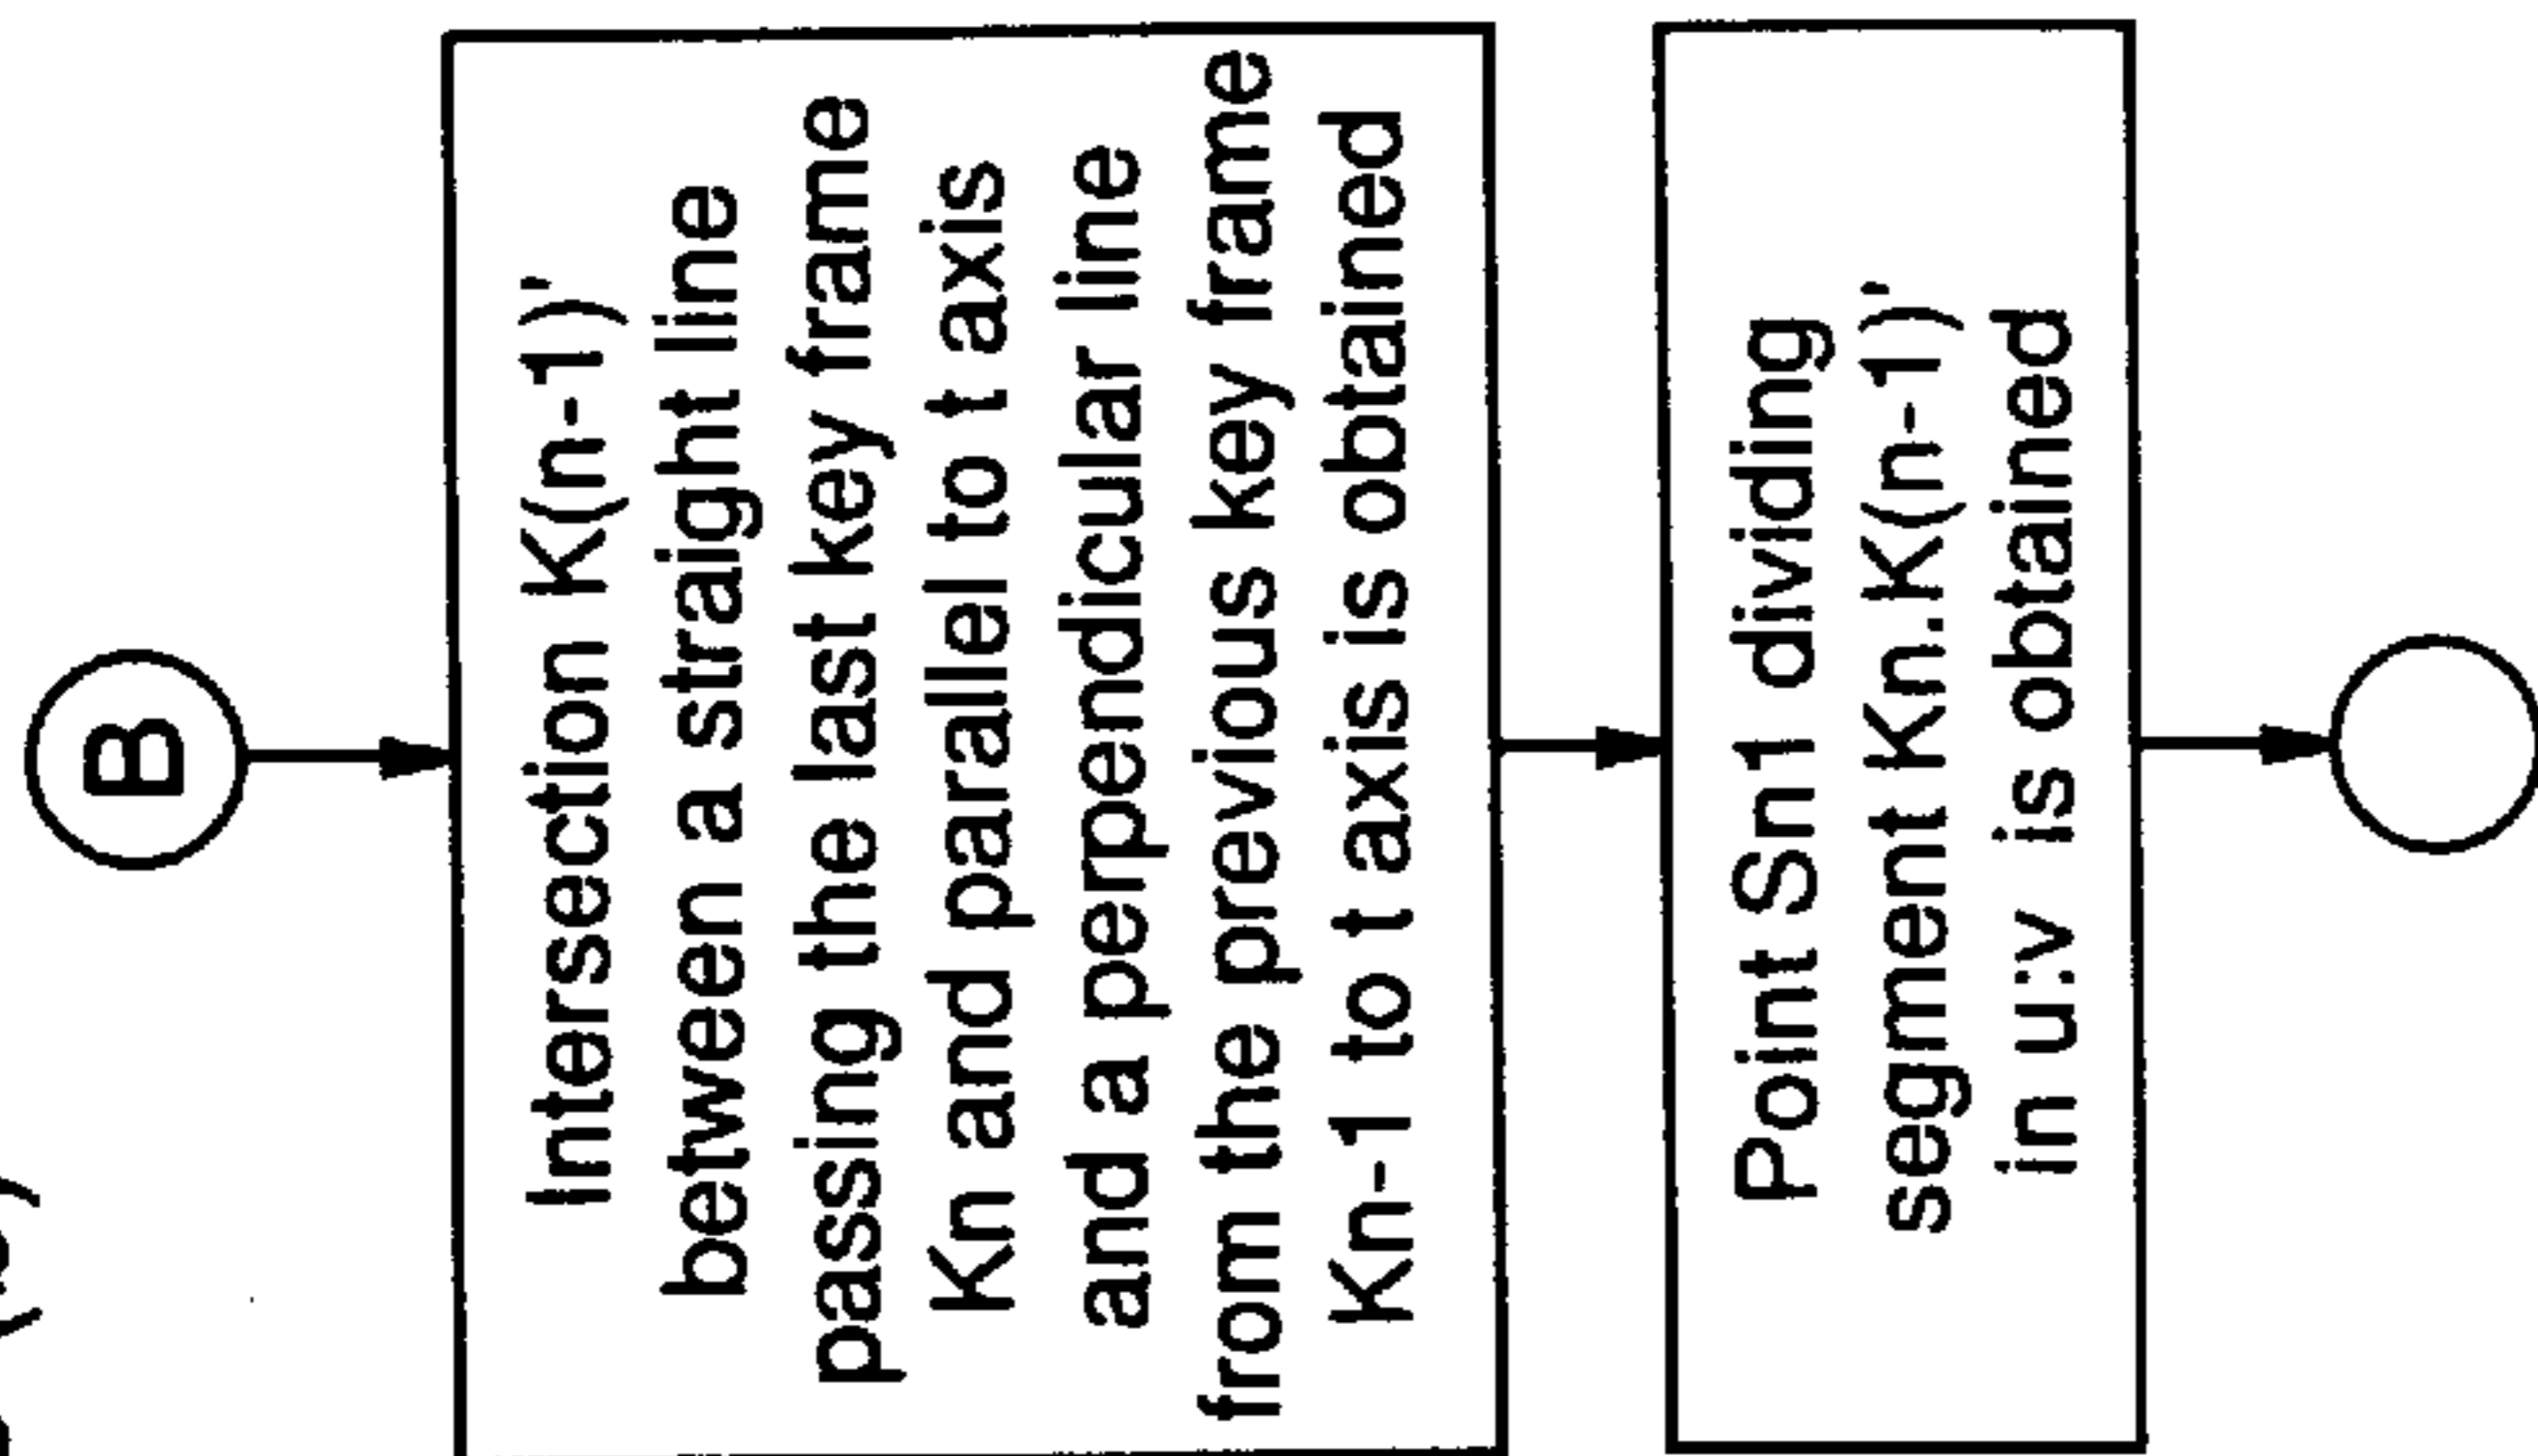 B
Intersection K(n-1)'
between a straight line
passing the last key frame
Kn and parallel to t axis
and a perpendicular line
from the previous key frame
Kn-1 to t axis is obtained
Point Sn1 dividing
segment Kn.K(n-1)'
in u:v is obtained